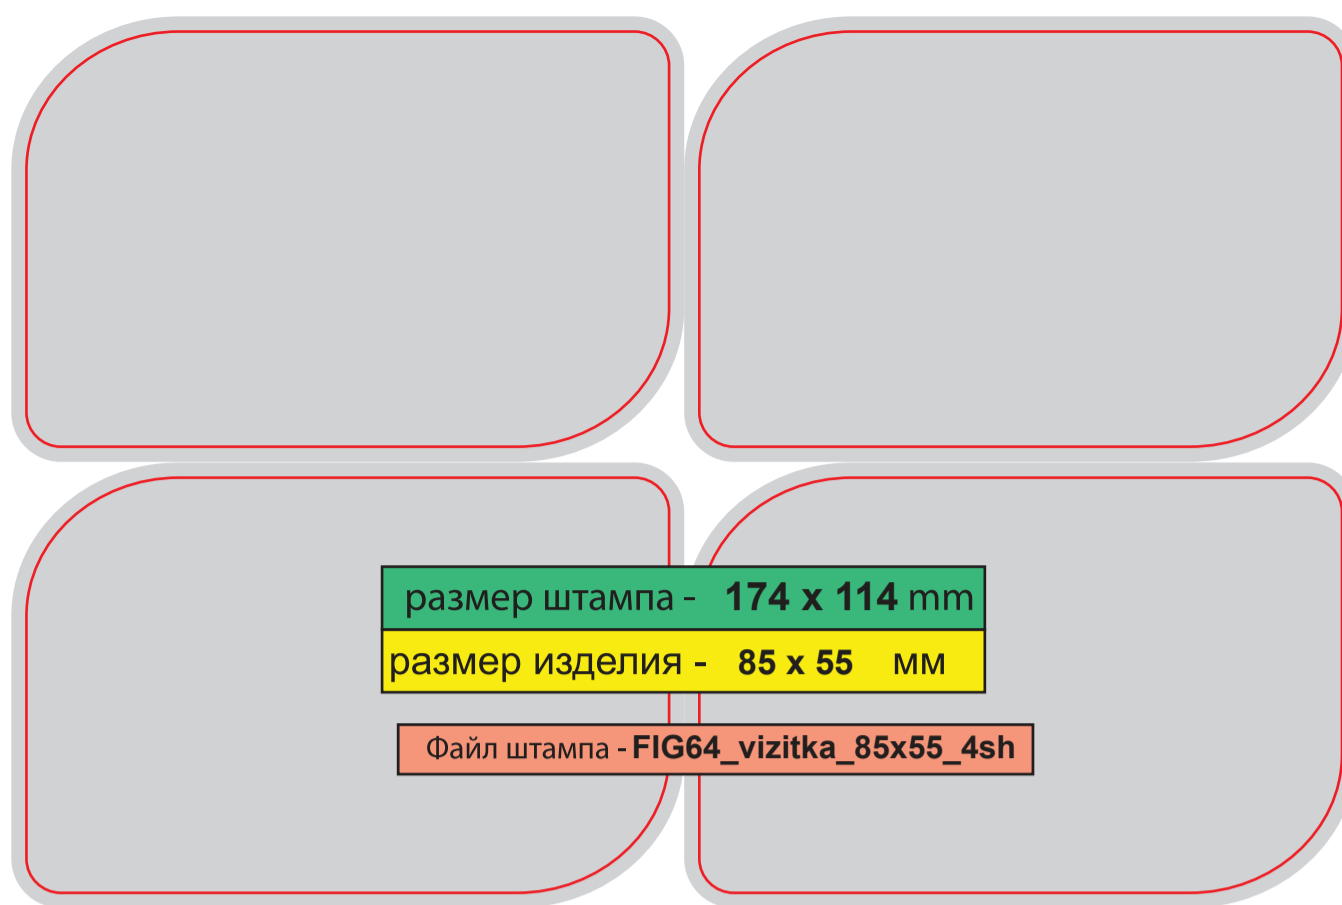 размер штампа - 174 x 114 mm
размер изделия - 85 x 55 мм
Файл штампа - FIG64_vizitka_85x55_4sh